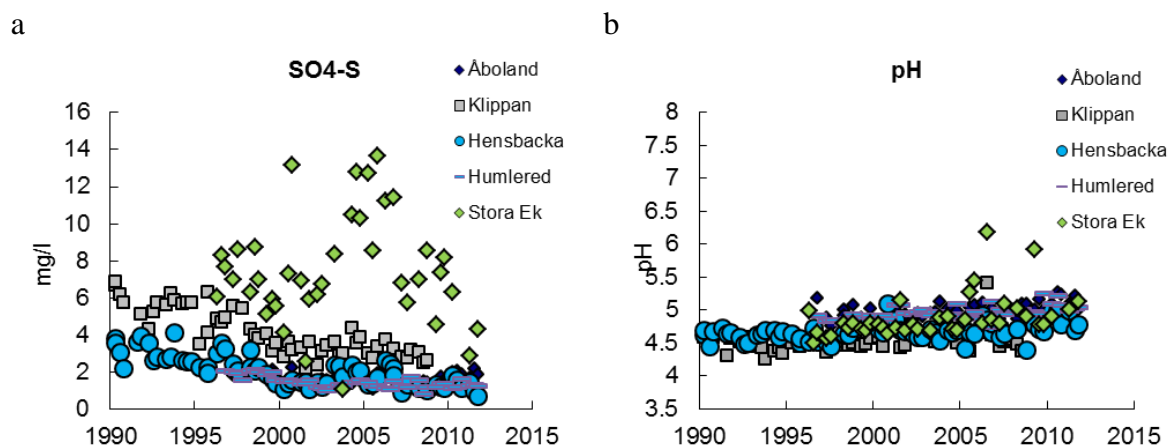 a
SO4-S
mg/l
16
14
12
10
8
6
4
2
0
1990 1995 2000 2005 2010 2015
Åboland
Klippan
Hensbacka
Humlered
Stora Ek
b
pH
pH
8
7.5
7
6.5
6
5.5
5
4.5
4
3.5
1990 1995 2000 2005 2010 2015
Åboland
Klippan
Hensbacka
Humlered
Stora Ek